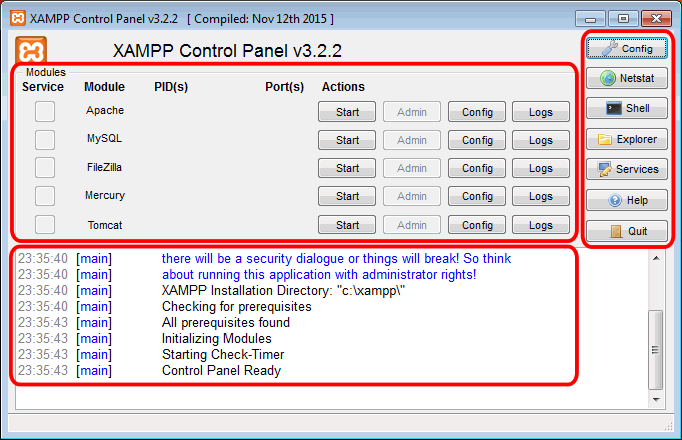 XAMPP Control Panel v3.2.2 [ Compiled: Nov 12th 2015 ]
XAMPP Control Panel v3.2.2
Config
Modules
Service Module PID(s) Port(s) Actions
Netstat
Apache Start Admin Config Logs
Shell
MySQL Start Admin Config Logs
Explorer
FileZilla Start Admin Config Logs
Services
Mercury Start Admin Config Logs
Help
Tomcat Start Admin Config Logs
Quit
23:35:40 [main] there will be a security dialogue or things will break! So think
23:35:40 [main] about running this application with administrator rights!
23:35:40 [main] XAMPP Installation Directory: "c:\xampp\"
23:35:40 [main] Checking for prerequisites
23:35:43 [main] All prerequisites found
23:35:43 [main] Initializing Modules
23:35:43 [main] Starting Check-Timer
23:35:43 [main] Control Panel Ready